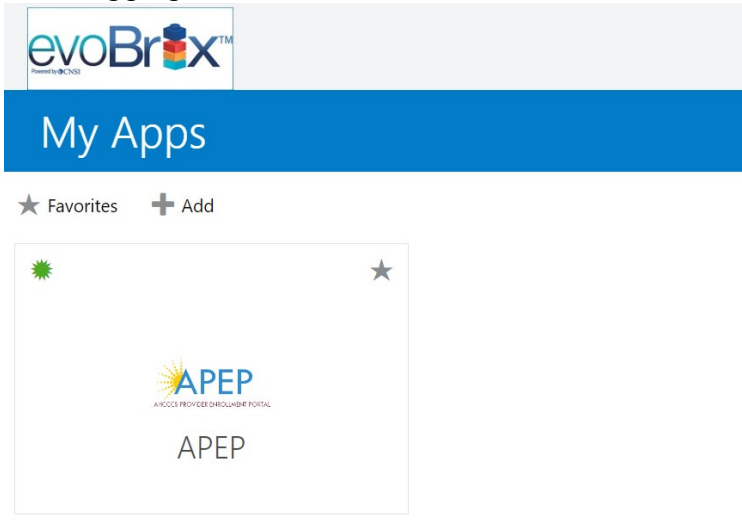 evoBrix™
Powered by CNSI
My Apps
Favorites
Add
APEP
AHCCCS PROVIDER ENROLLMENT PORTAL
APEP